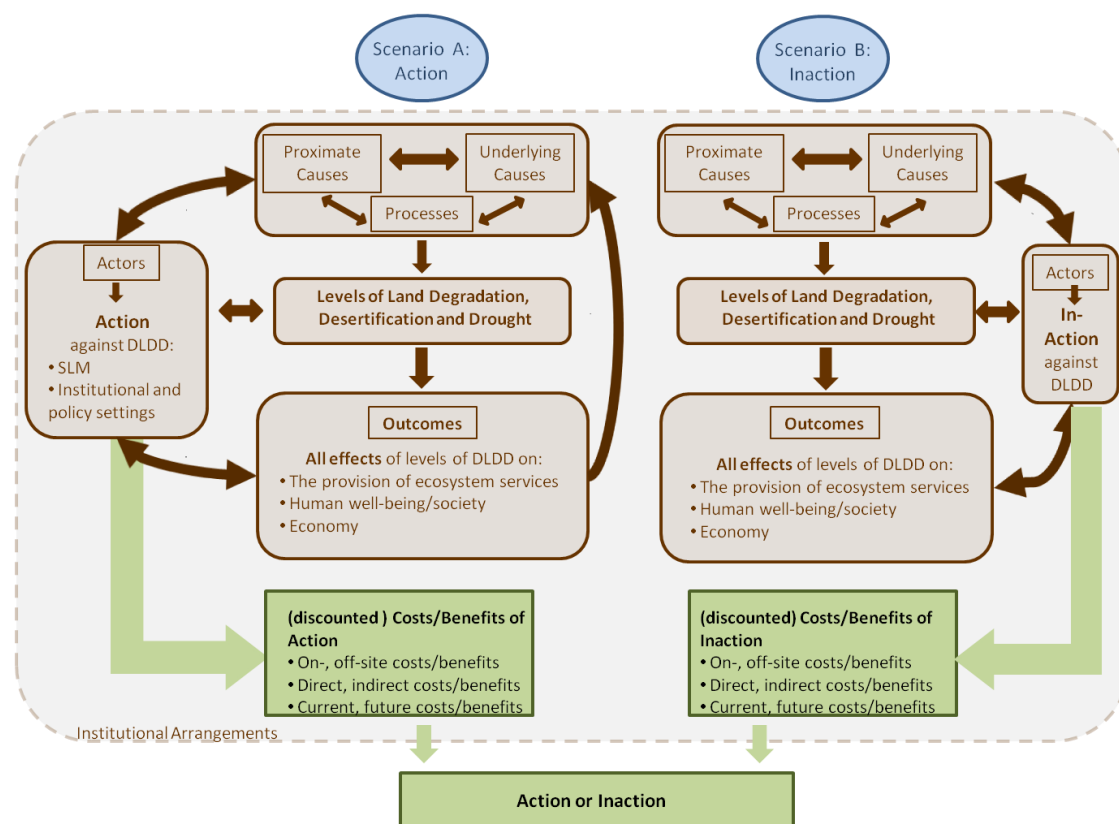 Scenario A:
Action
Scenario B:
Inaction
Proximate
Causes
Underlying
Causes
Processes
Actors
Action
against DLDD:
• SLM
• Institutional and
policy settings
Levels of Land Degradation,
Desertification and Drought
Outcomes
All effects of levels of DLDD on:
• The provision of ecosystem services
• Human well-being/society
• Economy
(discounted ) Costs/Benefits of
Action
• On-, off-site costs/benefits
• Direct, indirect costs/benefits
• Current, future costs/benefits
Proximate
Causes
Underlying
Causes
Processes
Levels of Land Degradation,
Desertification and Drought
Actors
In-
Action
against
DLDD
Outcomes
All effects of levels of DLDD on:
• The provision of ecosystem services
• Human well-being/society
• Economy
(discounted) Costs/Benefits of
Inaction
• On-, off-site costs/benefits
• Direct, indirect costs/benefits
• Current, future costs/benefits
Institutional Arrangements
Action or Inaction